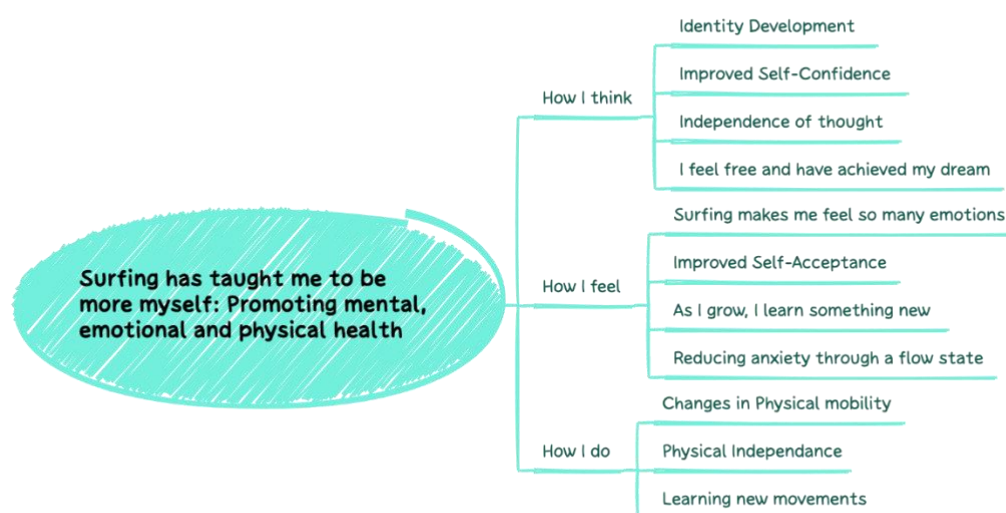 Surfing has taught me to be
more myself: Promoting mental,
emotional and physical health
How I think
Identity Development
Improved Self-Confidence
Independence of thought
I feel free and have achieved my dream
How I feel
Surfing makes me feel so many emotions
Improved Self-Acceptance
As I grow, I learn something new
Reducing anxiety through a flow state
How I do
Changes in Physical mobility
Physical Independance
Learning new movements